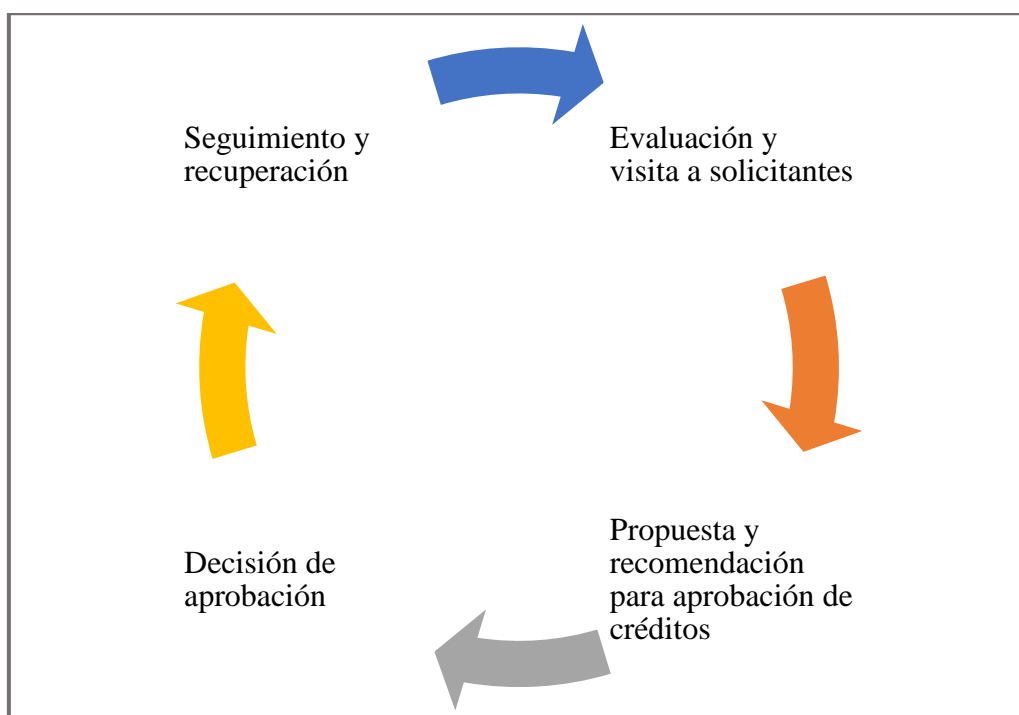 Seguimiento y
recuperación
Evaluación y
visita a solicitantes
Propuesta y
recomendación
para aprobación de
créditos
Decisión de
aprobación